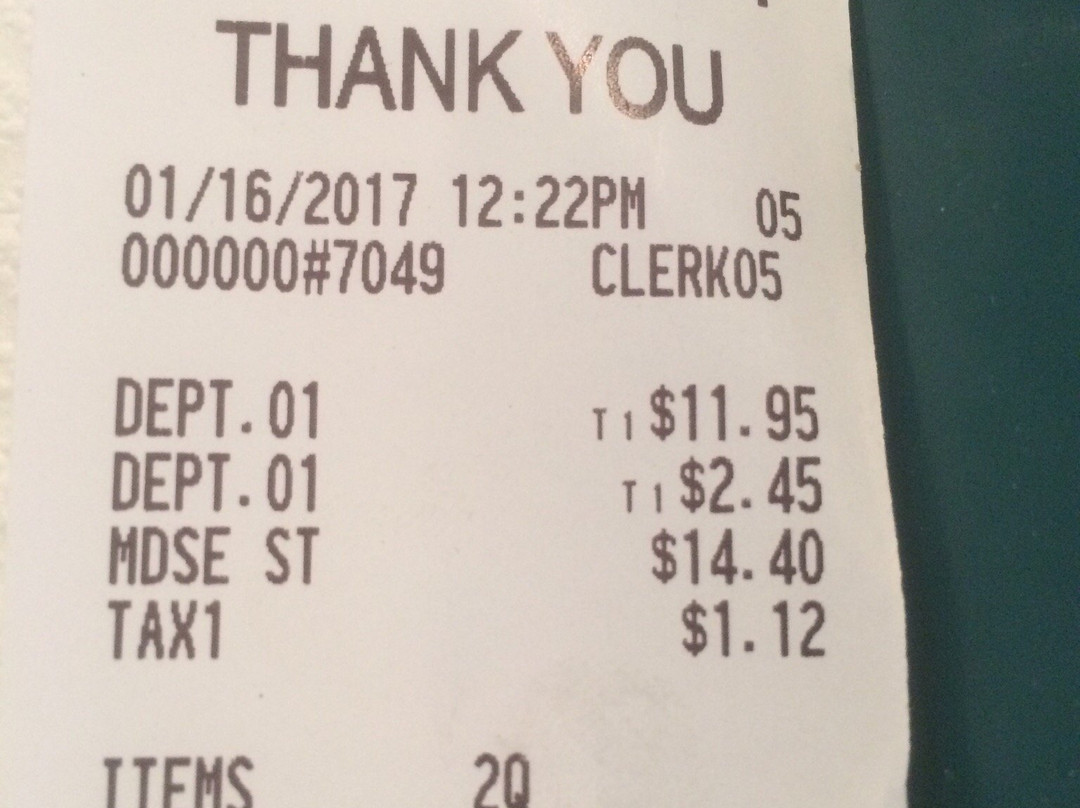 THANK YOU
01/16/2017 12:22PM 05
000000#7049 CLERK05
DEPT.01 T1 $11.95
DEPT.01 T1 $2.45
MDSE ST $14.40
TAX1 $1.12
ITEMS 2Q